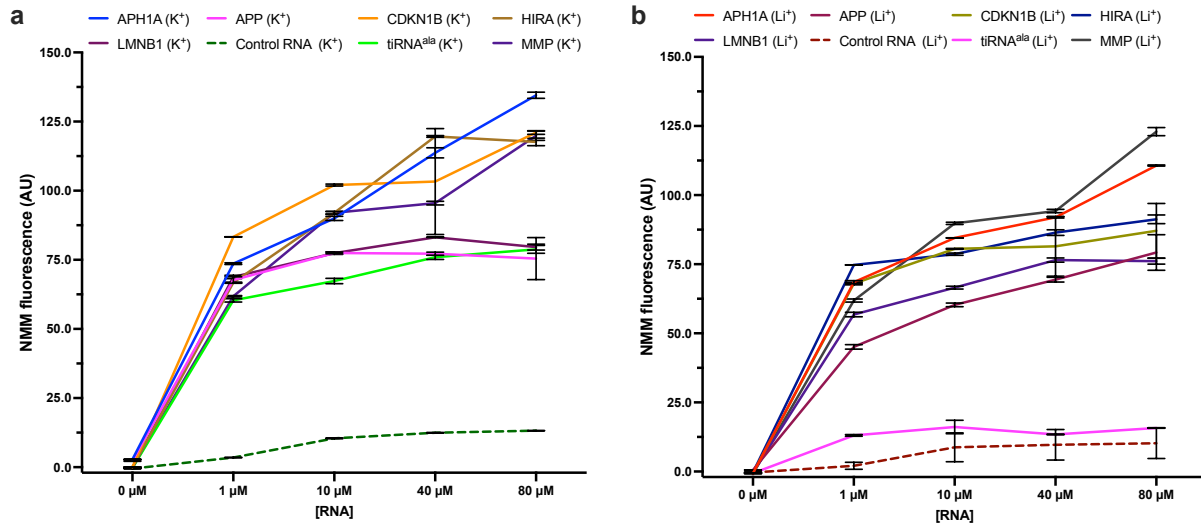 a
APH1A (K⁺) APP (K⁺) CDKN1B (K⁺) HIRA (K⁺)
LMNB1 (K⁺) Control RNA (K⁺) tiRNAᵃˡᵃ (K⁺) MMP (K⁺)
NMM fluorescence (AU)
150.0
125.0
100.0
75.0
50.0
25.0
0.0
0 µM 1 µM 10 µM 40 µM 80 µM
[RNA]
b
APH1A (Li⁺) APP (Li⁺) CDKN1B (Li⁺) HIRA (Li⁺)
LMNB1 (Li⁺) Control RNA (Li⁺) tiRNAᵃˡᵃ (Li⁺) MMP (Li⁺)
NMM fluorescence (AU)
150.0
125.0
100.0
75.0
50.0
25.0
0.0
0 µM 1 µM 10 µM 40 µM 80 µM
[RNA]